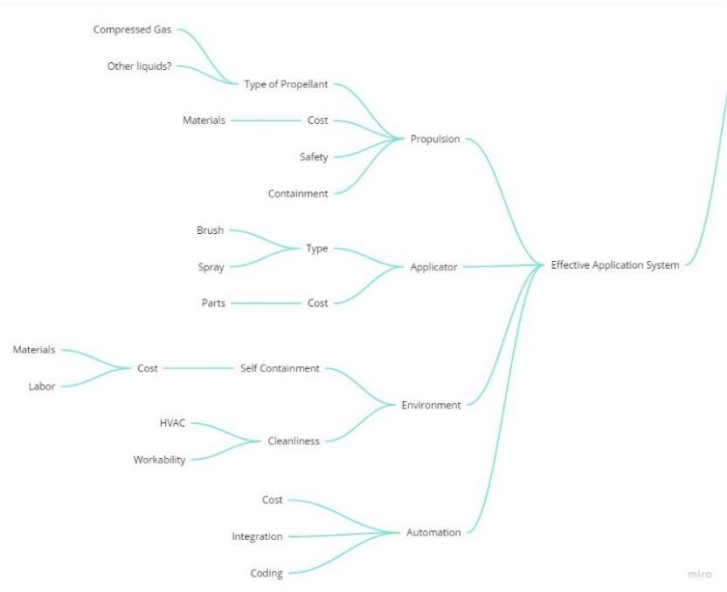 Compressed Gas
Other liquids?
Type of Propellant
Materials
Cost
Safety
Containment
Propulsion
Brush
Spray
Type
Parts
Cost
Applicator
Effective Application System
Materials
Labor
Cost
Self Containment
HVAC
Workability
Cleanliness
Environment
Cost
Integration
Coding
Automation
miro